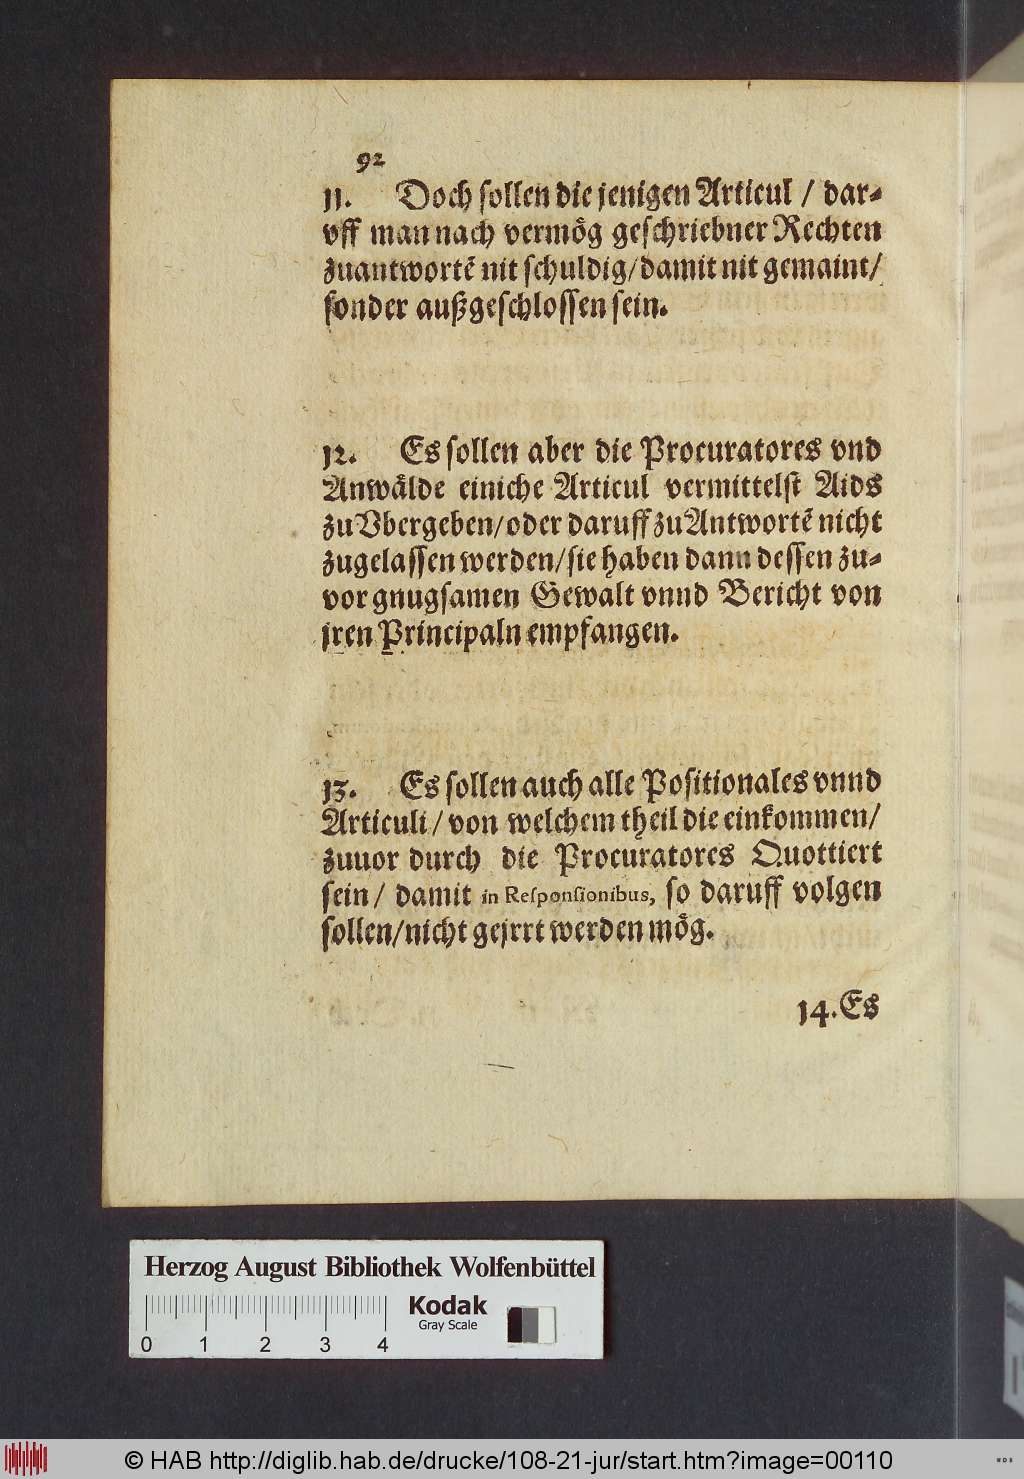 92
11. Doch sollen die jenigen Articul / dar-
vff man nach vermög geschriebner Rechten
zuantwortẽ nit schuldig/damit nit gemaint/
sonder außgeschlossen sein.
12. Es sollen aber die Procuratores vnd
Anwälde einiche Articul vermittelst Aids
zu Vbergeben/oder daruff zu Antwortẽ nicht
zugelassen werden/sie haben dann dessen zu-
vor gnugsamen Gewalt vnnd Bericht von
jren Principaln empfangen.
13. Es sollen auch alle Positionales vnnd
Articuli/von welchem theil die einkommen/
zuuor durch die Procuratores Quottiert
sein/ damit in Responsionibus, so daruff volgen
sollen/nicht gejrrt werden mög.
14. Es
Herzog August Bibliothek Wolfenbüttel
Kodak
Gray Scale
0 1 2 3 4
© HAB http://diglib.hab.de/drucke/108-21-jur/start.htm?image=00110